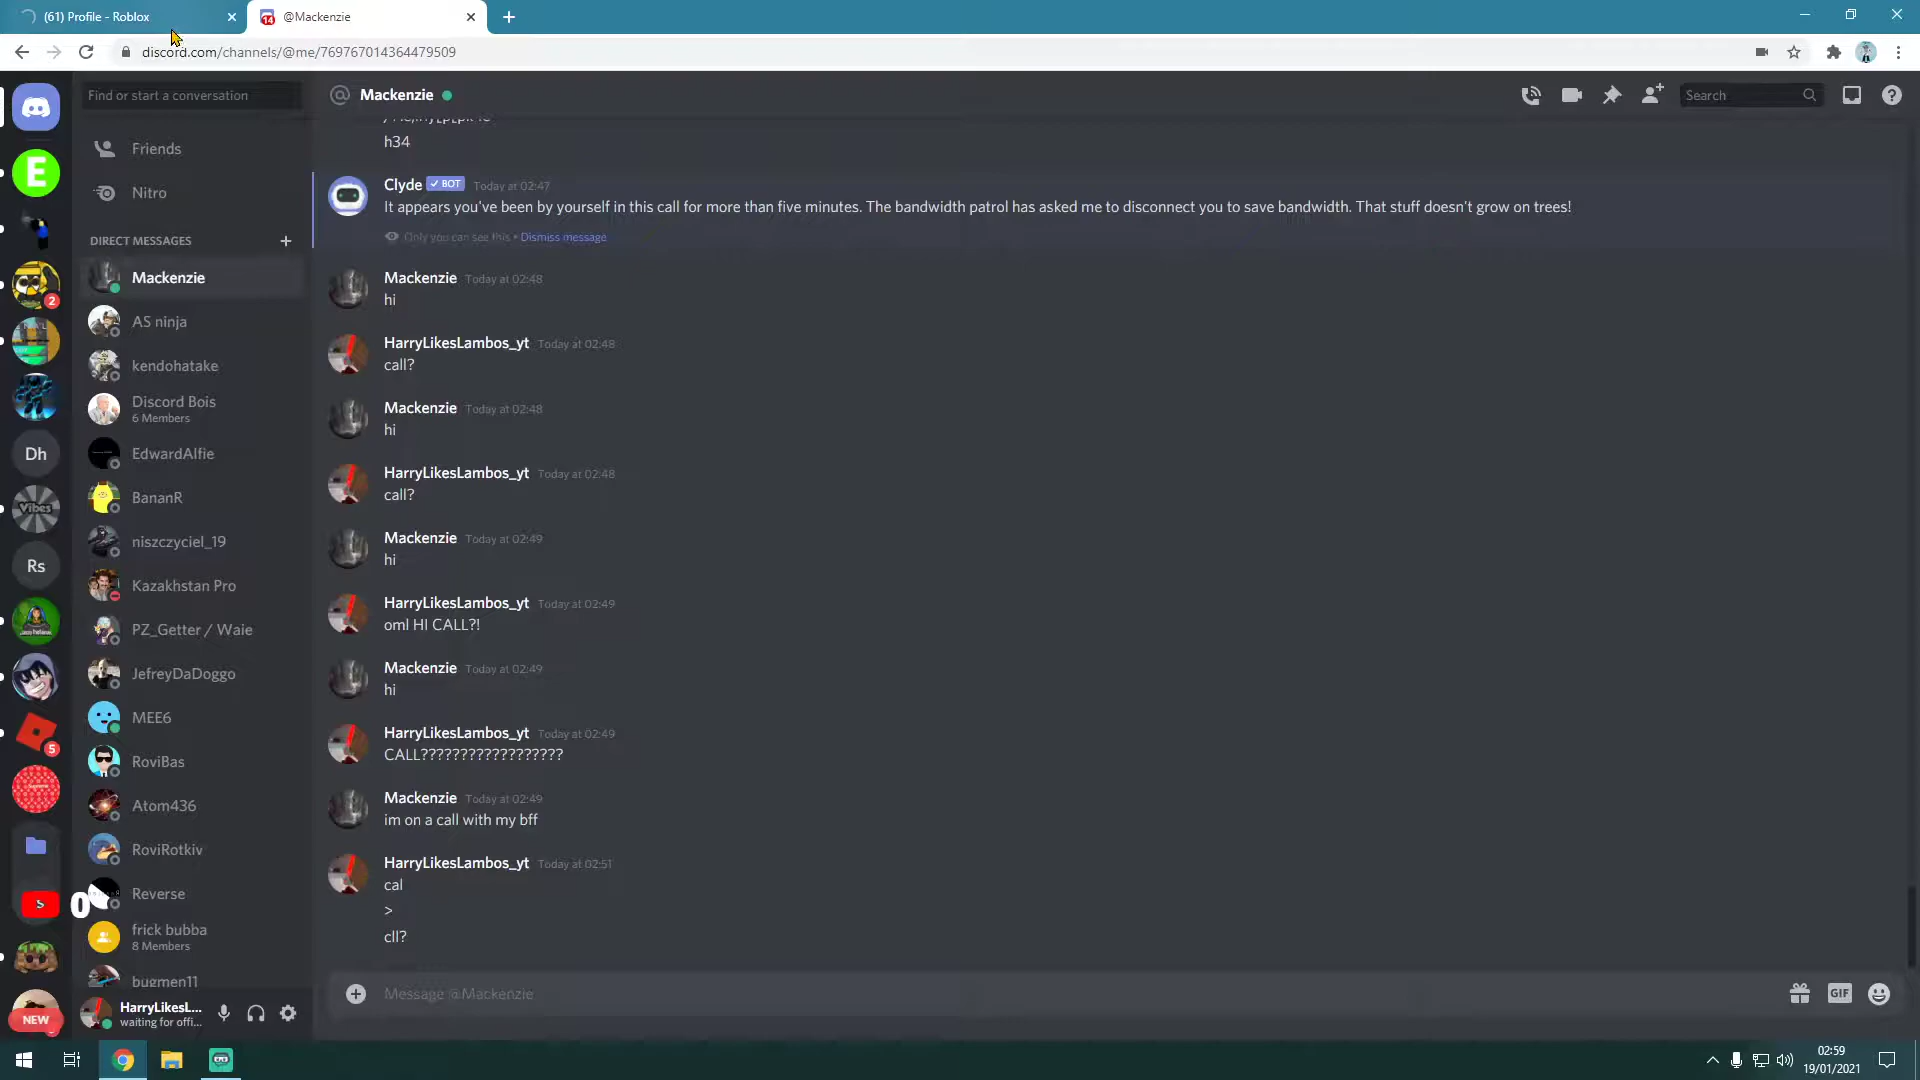 (61) Profile - Roblox
@Mackenzie
discord.com/channels/@me/769767014364479509
Find or start a conversation
Mackenzie
Search
Friends
Nitro
DIRECT MESSAGES
Mackenzie
AS ninja
kendohatake
Discord Bois
6 Members
EdwardAlfie
BananR
niszczyciel_19
Kazakhstan Pro
PZ_Getter / Waie
JefreyDaDoggo
MEE6
RoviBas
Atom436
RoviRotkiv
Reverse
frick bubba
8 Members
bugmen11
E
2
Dh
Vibes
Rs
5
S
0
NEW
HarryLikesL...
waiting for offi...
h34
Clyde BOT Today at 02:47
It appears you've been by yourself in this call for more than five minutes. The bandwidth patrol has asked me to disconnect you to save bandwidth. That stuff doesn't grow on trees!
Only you can see this • Dismiss message
Mackenzie Today at 02:48
hi
HarryLikesLambos_yt Today at 02:48
call?
Mackenzie Today at 02:48
hi
HarryLikesLambos_yt Today at 02:48
call?
Mackenzie Today at 02:49
hi
HarryLikesLambos_yt Today at 02:49
oml HI CALL?!
Mackenzie Today at 02:49
hi
HarryLikesLambos_yt Today at 02:49
CALL??????????????????
Mackenzie Today at 02:49
im on a call with my bff
HarryLikesLambos_yt Today at 02:51
cal
>
cll?
Message @Mackenzie
GIF
02:59
19/01/2021